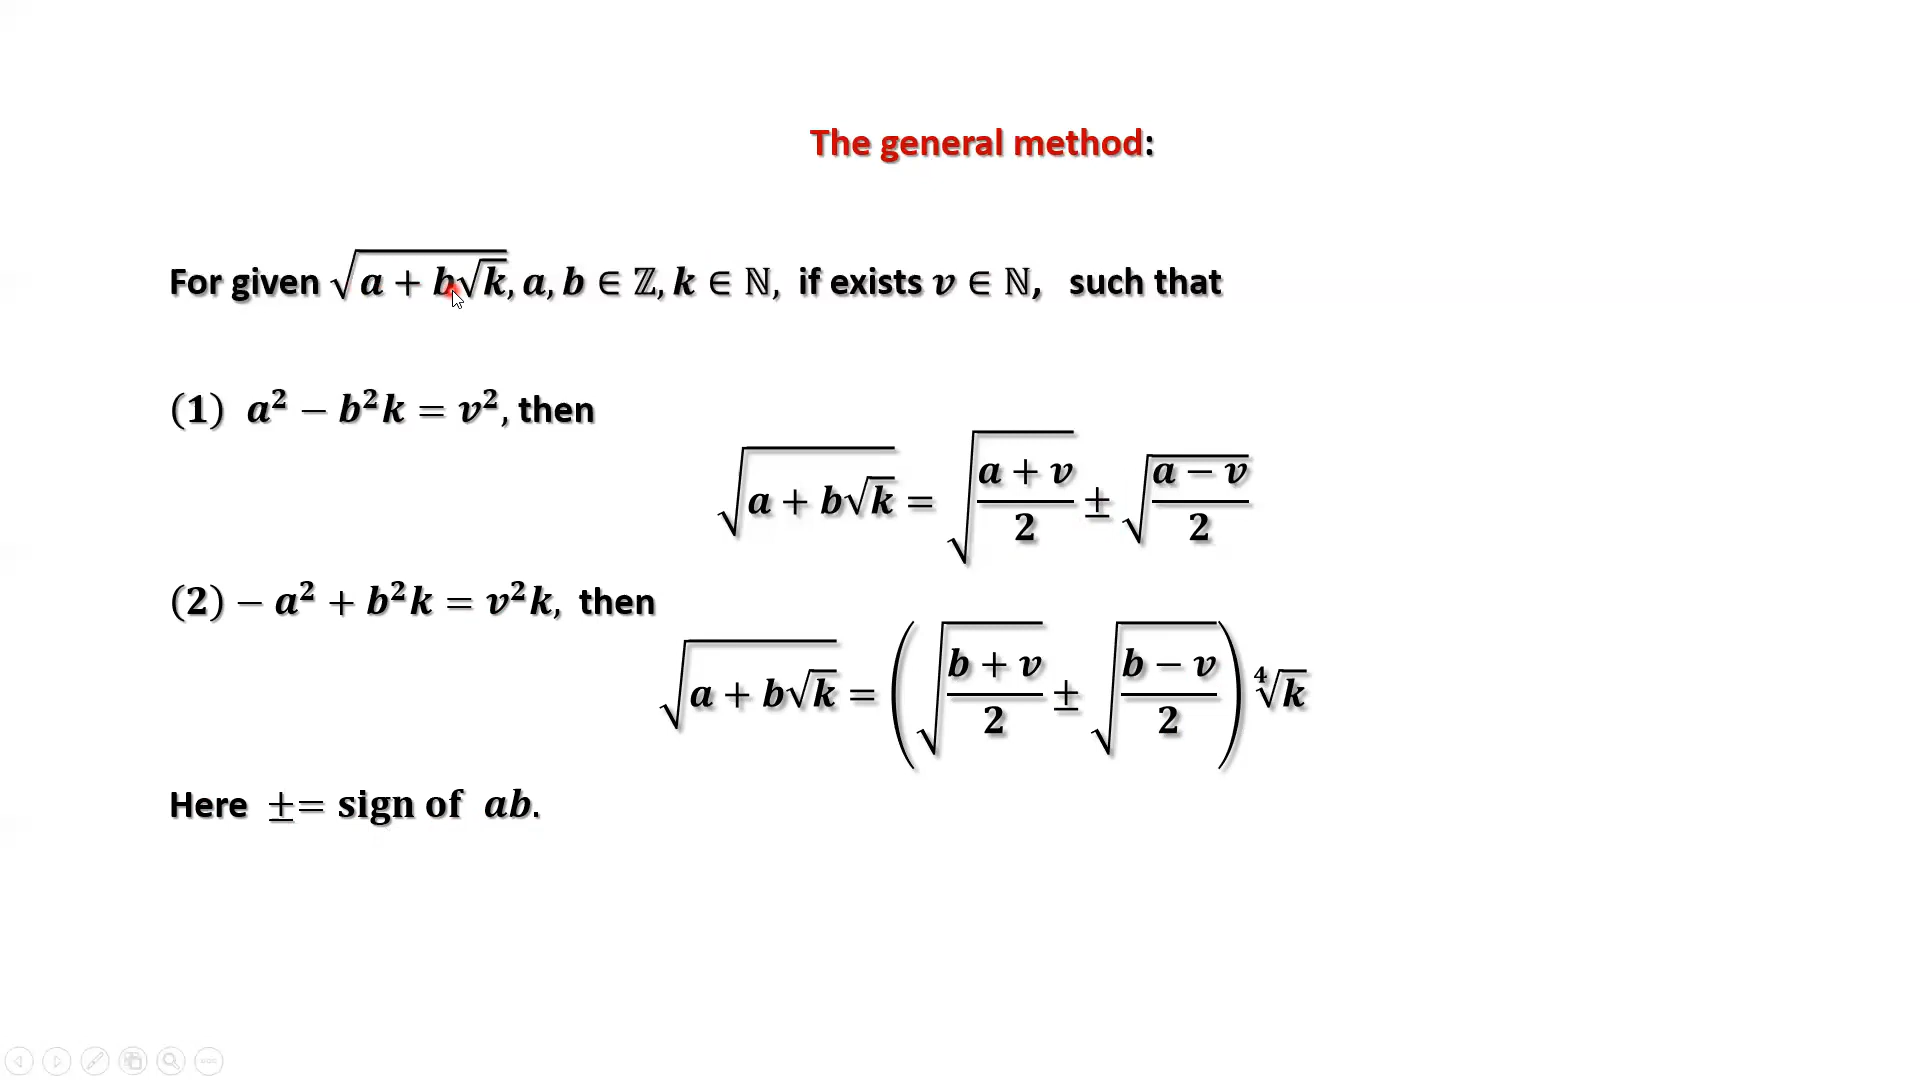 The general method:
For given √(a + b√k), a, b ∈ ℤ, k ∈ ℕ, if exists v ∈ ℕ, such that
(1) a² − b²k = v², then
√(a + b√k) = √((a + v)/2) ± √((a − v)/2)
(2) − a² + b²k = v²k, then
√(a + b√k) = (√((b + v)/2) ± √((b − v)/2)) ∜k
Here ±= sign of ab.